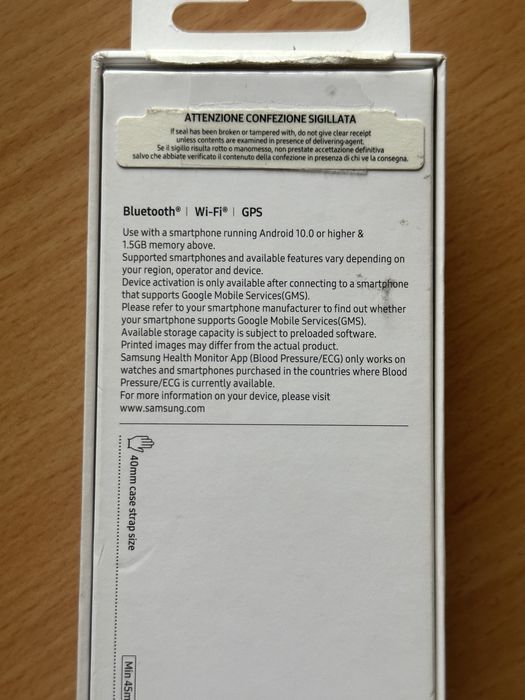 ATTENZIONE CONFEZIONE SIGILLATA
If seal has been broken or tampered with, do not give clear receipt
unless contents are examined in presence of delivering agent.
Se il sigillo risulta rotto o manomesso, non prestate accettazione definitiva
salvo che abbiate verificato il contenuto della confezione in presenza di chi ve la consegna.
Bluetooth® | Wi-Fi® | GPS
Use with a smartphone running Android 10.0 or higher &
1.5GB memory above.
Supported smartphones and available features vary depending on
your region, operator and device.
Device activation is only available after connecting to a smartphone
that supports Google Mobile Services(GMS).
Please refer to your smartphone manufacturer to find out whether
your smartphone supports Google Mobile Services(GMS).
Available storage capacity is subject to preloaded software.
Printed images may differ from the actual product.
Samsung Health Monitor App (Blood Pressure/ECG) only works on
watches and smartphones purchased in the countries where Blood
Pressure/ECG is currently available.
For more information on your device, please visit
www.samsung.com
40mm case strap size
Min 45m